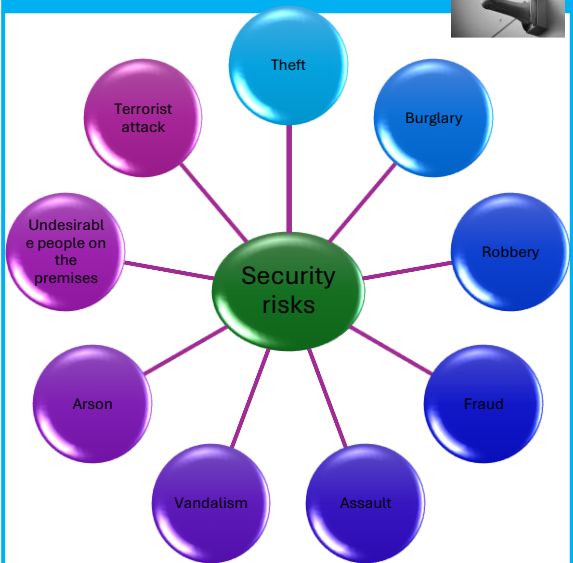 Theft
Burglary
Robbery
Fraud
Assault
Vandalism
Arson
Undesirabl
e people on
the
premises
Terrorist
attack
Security
risks